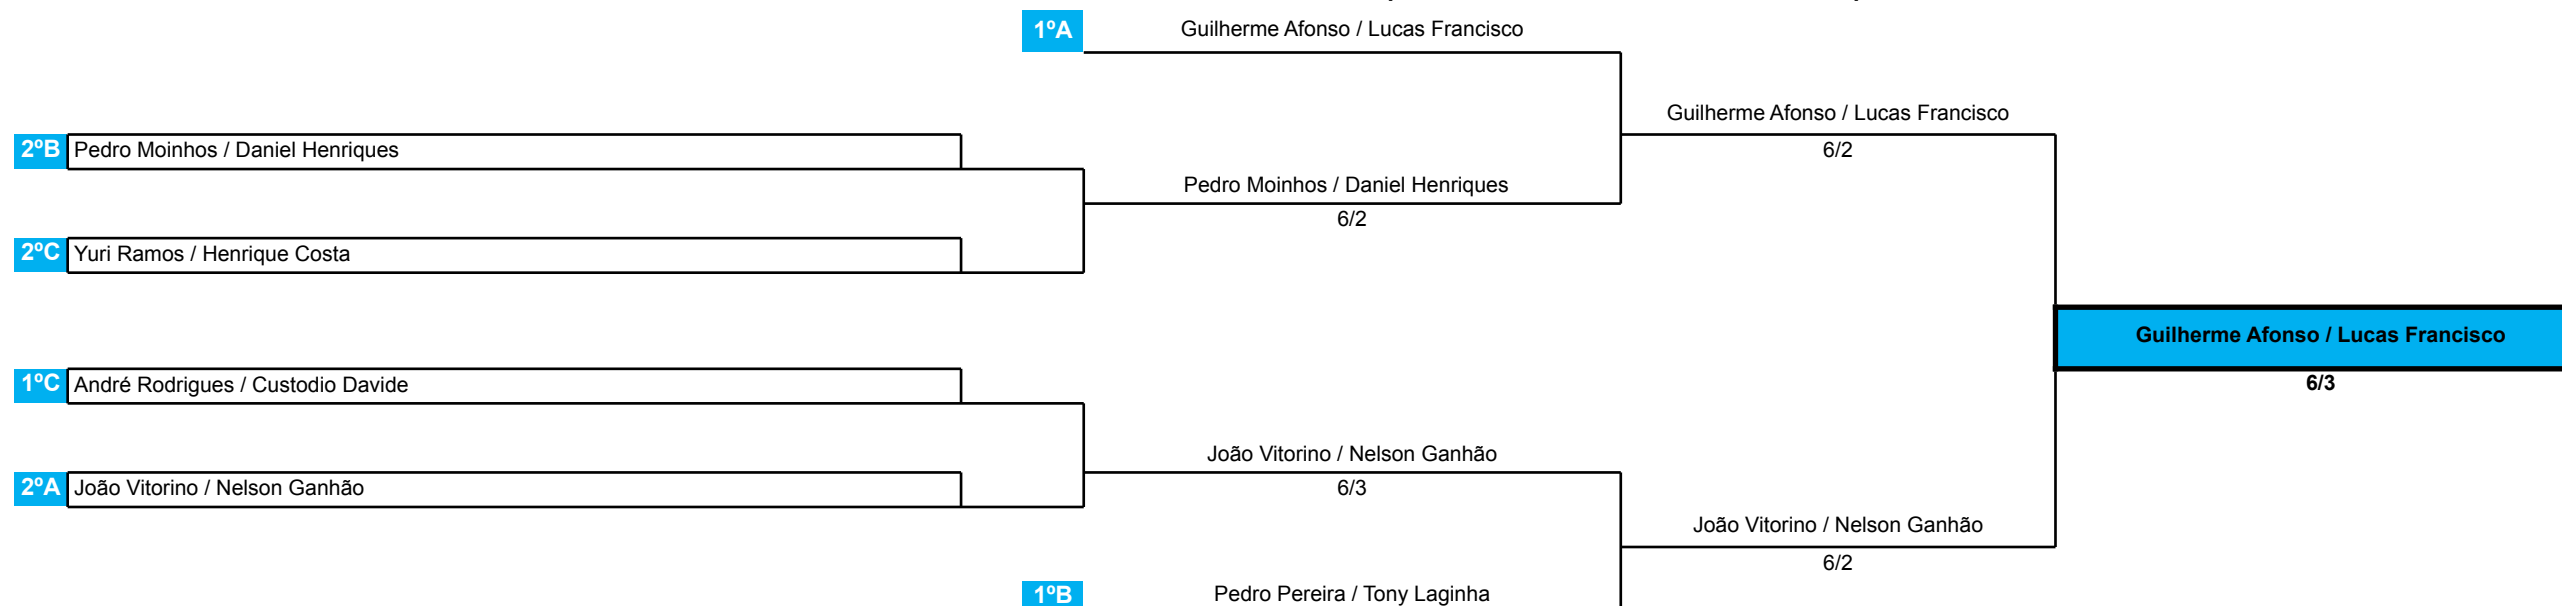 1ºA Guilherme Afonso / Lucas Francisco
Guilherme Afonso / Lucas Francisco
6/2
2ºB Pedro Moinhos / Daniel Henriques
Pedro Moinhos / Daniel Henriques
6/2
2ºC Yuri Ramos / Henrique Costa
Guilherme Afonso / Lucas Francisco
6/3
1ºC André Rodrigues / Custodio Davide
João Vitorino / Nelson Ganhão
6/3
2ºA João Vitorino / Nelson Ganhão
João Vitorino / Nelson Ganhão
6/2
1ºB Pedro Pereira / Tony Laginha